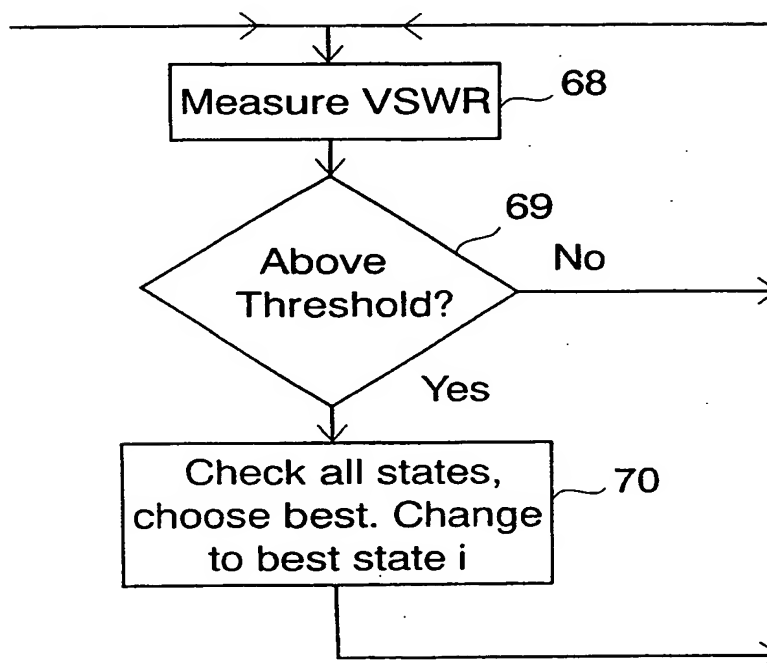 Measure VSWR
68
69
Above
Threshold?
No
Yes
Check all states,
choose best. Change
to best state i
70